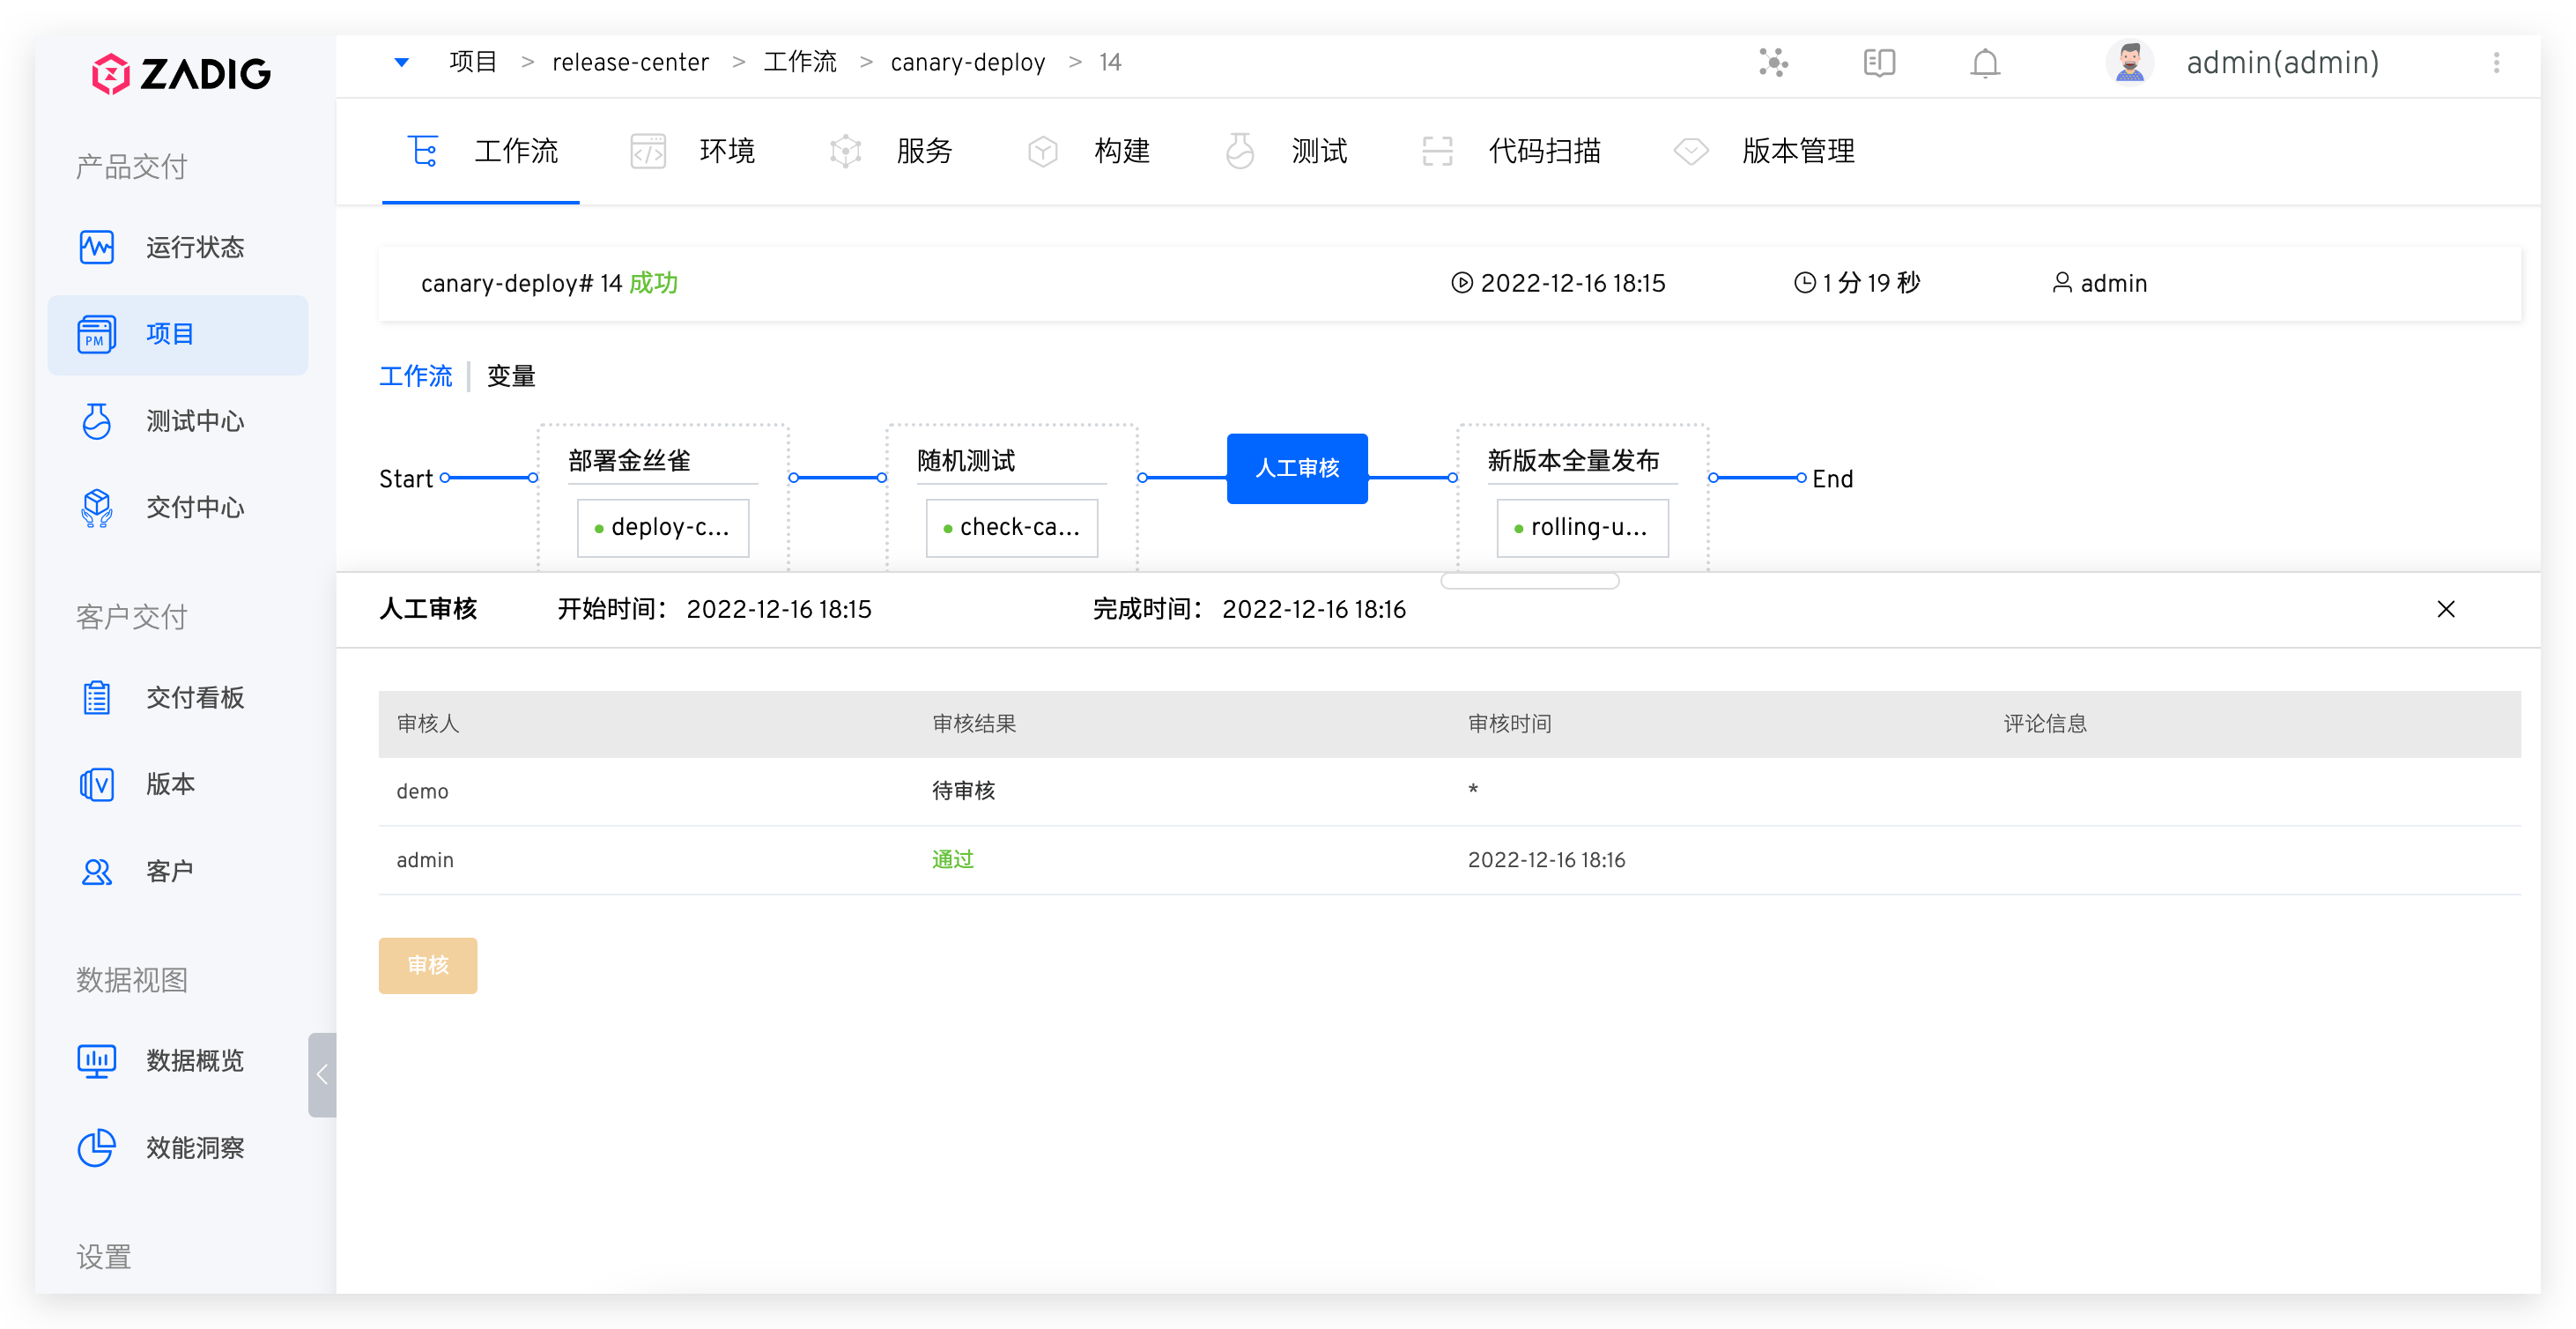 ZADIG
产品交付
运行状态
PM
项目
测试中心
交付中心
客户交付
交付看板
版本
客户
数据视图
数据概览
效能洞察
设置
项目 > release-center > 工作流 > canary-deploy > 14
admin(admin)
工作流 环境 服务 构建 测试 代码扫描 版本管理
canary-deploy# 14 成功 2022-12-16 18:15 1 分 19 秒 admin
工作流 变量
Start 部署金丝雀 随机测试 人工审核 新版本全量发布 End
deploy-c... check-ca... rolling-u...
人工审核 开始时间： 2022-12-16 18:15 完成时间： 2022-12-16 18:16
审核人 审核结果 审核时间 评论信息
demo 待审核 *
admin 通过 2022-12-16 18:16
审核